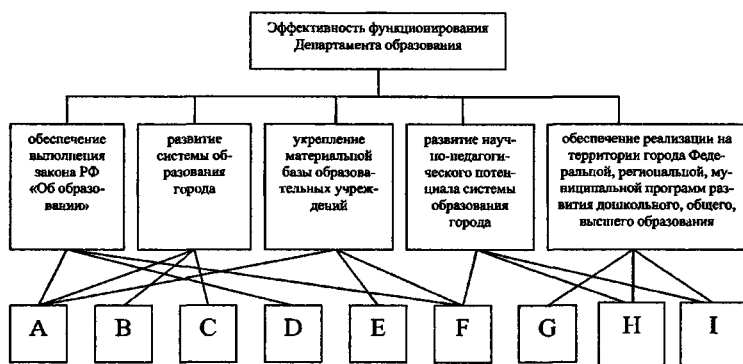 Эффективность функционирования
Департамента образования
обеспечение
выполнения
закона РФ
«Об образо-
ванию»
развитие
системы об-
разования
города
укрепление
материальной
базы образова-
тельных учреж-
дений
развитие науч-
но-педагоги-
ческого потен-
циала системы
образования
города
обеспечение реализации на
территории города Феде-
ральной, региональной, му-
ниципальной программ раз-
вития дошкольного, общего,
высшего образования
A B C D E F G H I